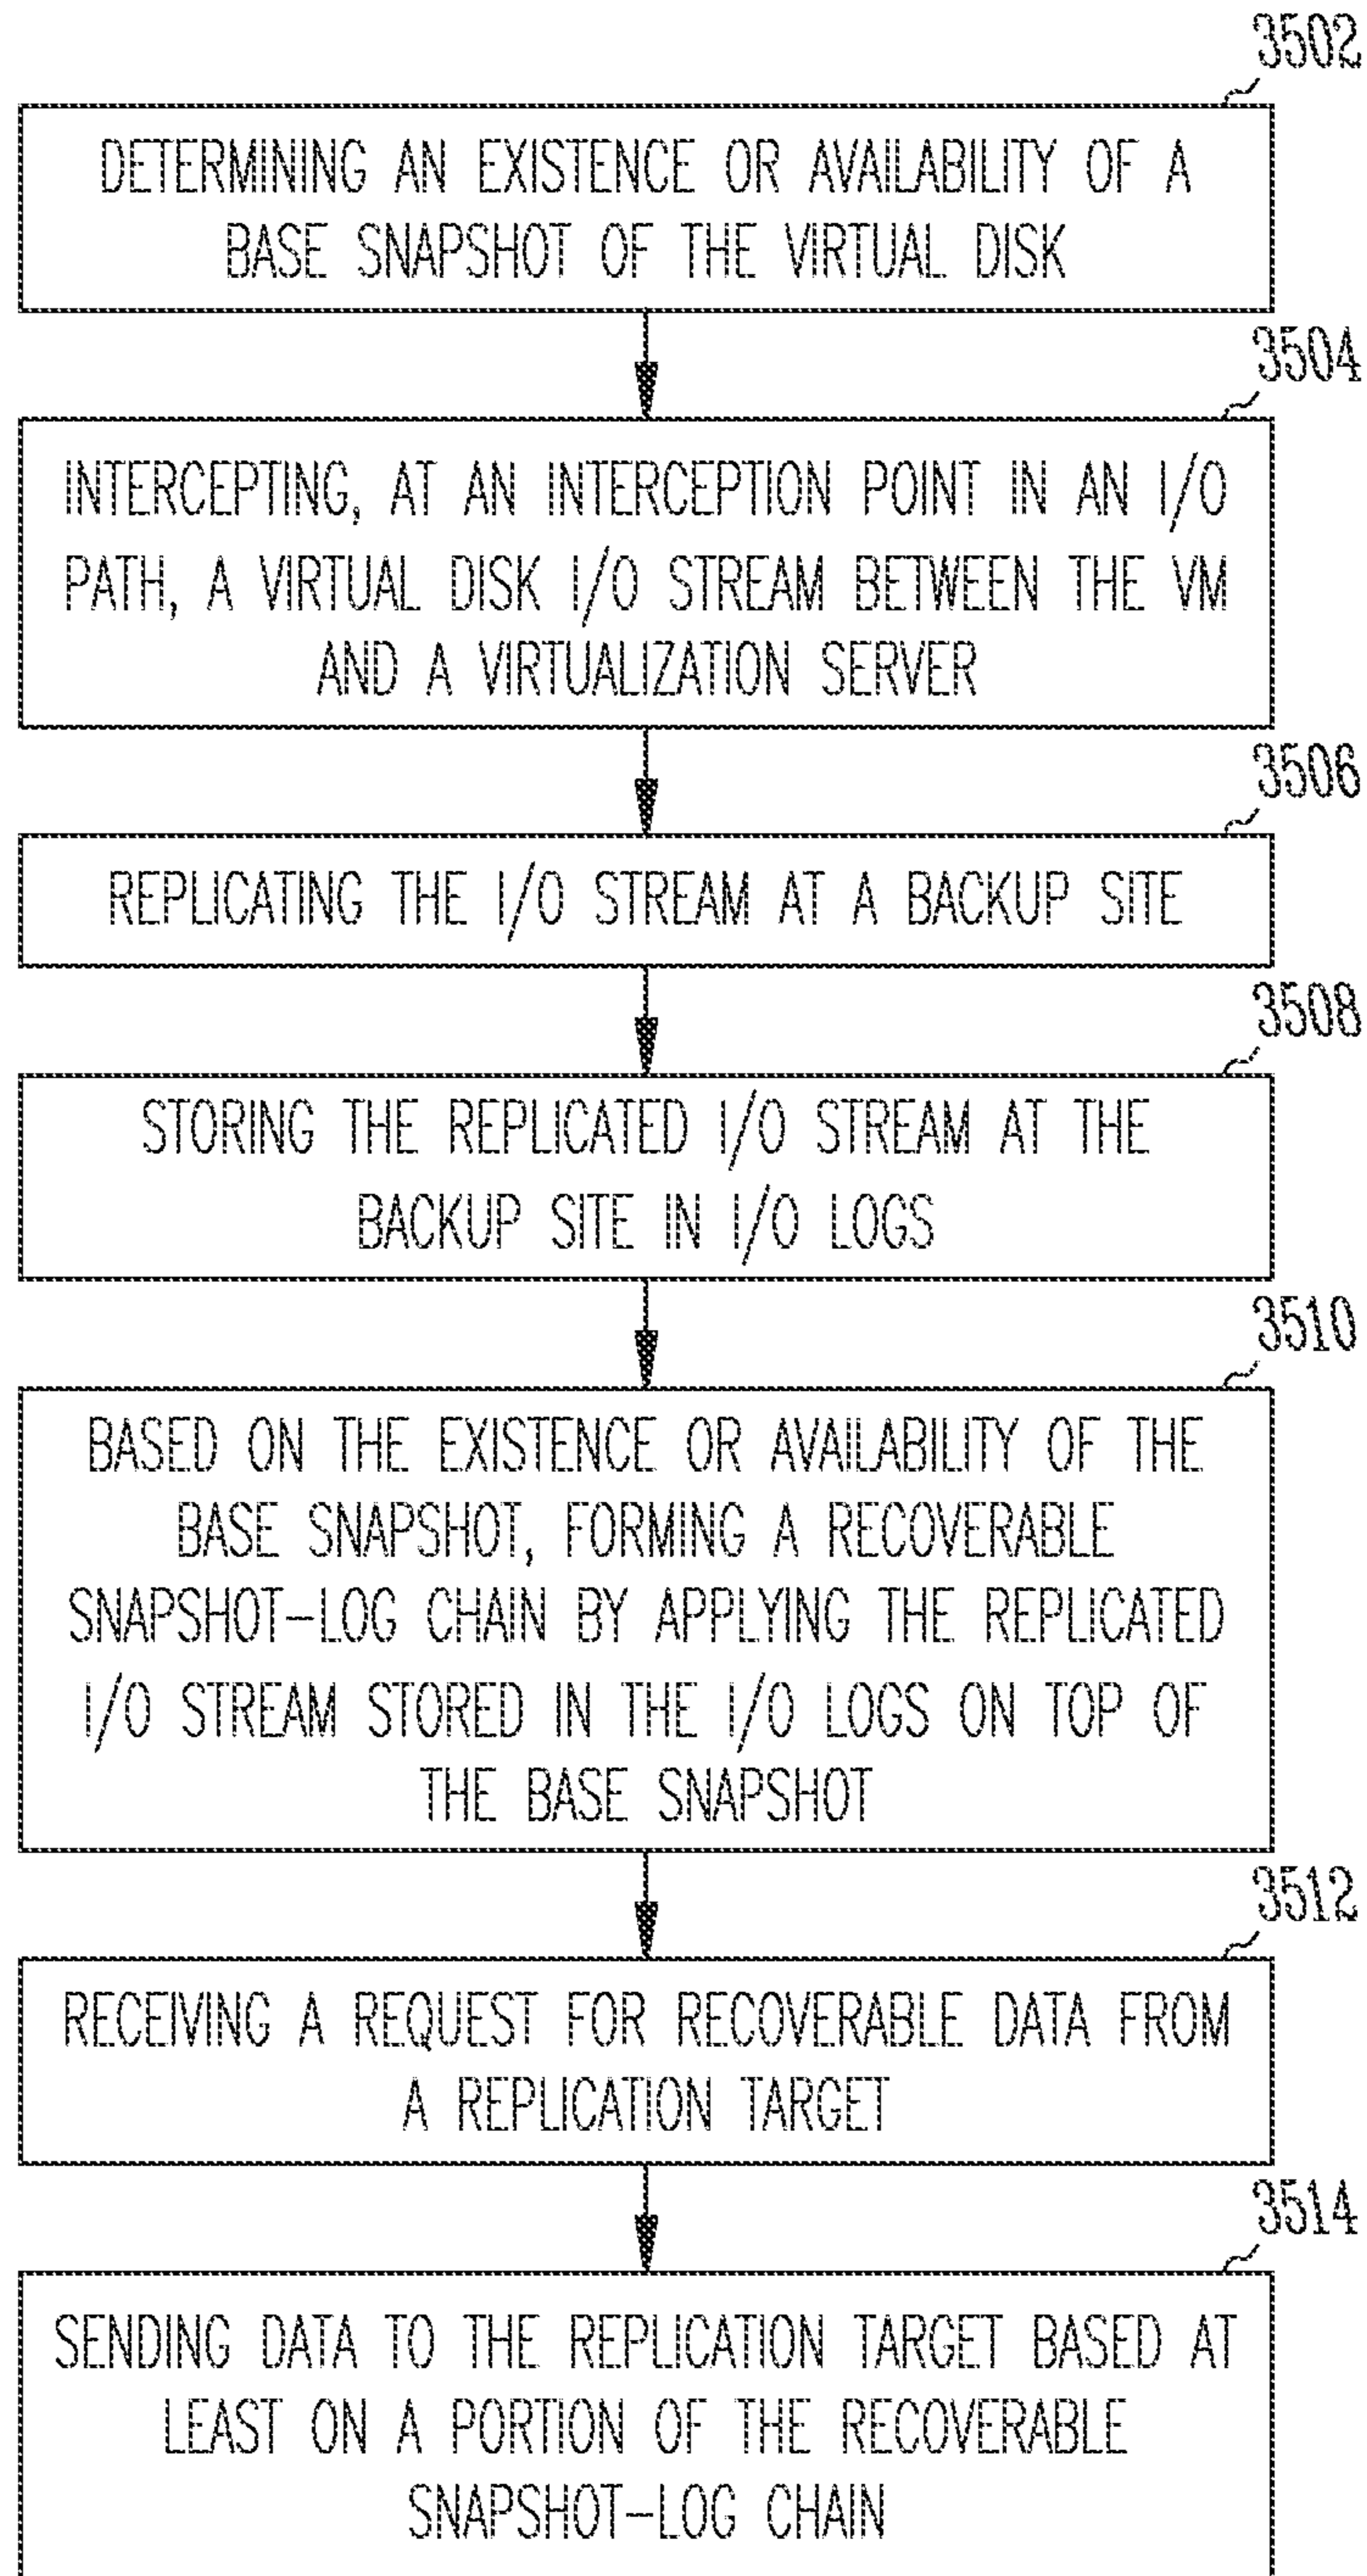 3502
DETERMINING AN EXISTENCE OR AVAILABILITY OF A
BASE SNAPSHOT OF THE VIRTUAL DISK
3504
INTERCEPTING, AT AN INTERCEPTION POINT IN AN I/O
PATH, A VIRTUAL DISK I/O STREAM BETWEEN THE VM
AND A VIRTUALIZATION SERVER
3506
REPLICATING THE I/O STREAM AT A BACKUP SITE
3508
STORING THE REPLICATED I/O STREAM AT THE
BACKUP SITE IN I/O LOGS
3510
BASED ON THE EXISTENCE OR AVAILABILITY OF THE
BASE SNAPSHOT, FORMING A RECOVERABLE
SNAPSHOT-LOG CHAIN BY APPLYING THE REPLICATED
I/O STREAM STORED IN THE I/O LOGS ON TOP OF
THE BASE SNAPSHOT
3512
RECEIVING A REQUEST FOR RECOVERABLE DATA FROM
A REPLICATION TARGET
3514
SENDING DATA TO THE REPLICATION TARGET BASED AT
LEAST ON A PORTION OF THE RECOVERABLE
SNAPSHOT-LOG CHAIN